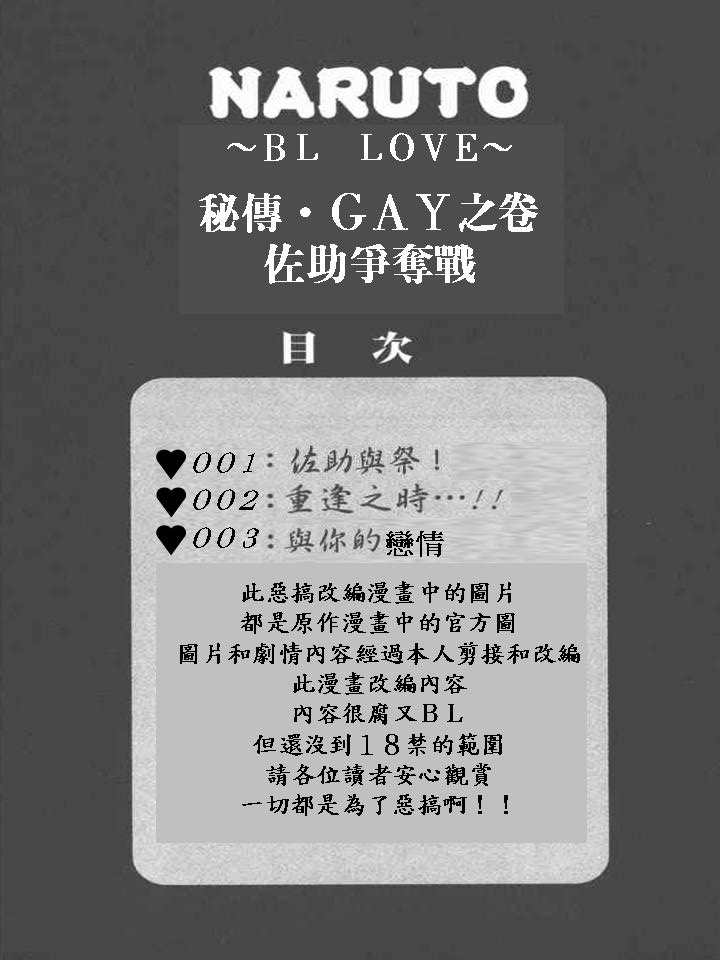 NARUTO
～ＢＬ　ＬＯＶＥ～
秘傳・ＧＡＹ之卷
佐助爭奪戰
目　次
♥001：佐助與祭！
♥002：重逢之時…!!
♥003：與你的戀情
此惡搞改編漫畫中的圖片
都是原作漫畫中的官方圖
圖片和劇情內容經過本人剪接和改編
此漫畫改編內容
內容很腐又ＢＬ
但還沒到１８禁的範圍
請各位讀者安心觀賞
一切都是為了惡搞啊！！